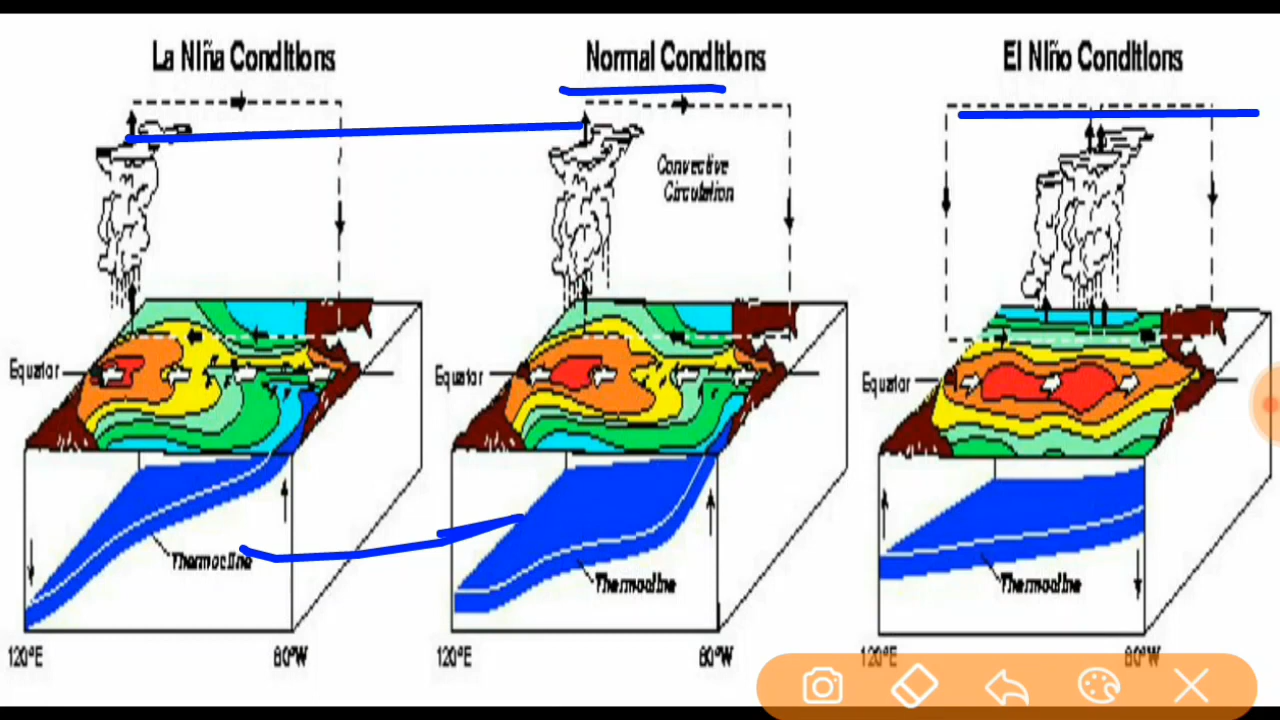 La Niña Conditions
Normal Conditions
El Niño Conditions
Convective
Circulation
Equator
Equator
Equator
Thermocline
Thermocline
Thermocline
120°E
80°W
120°E
80°W
120°E
80°W